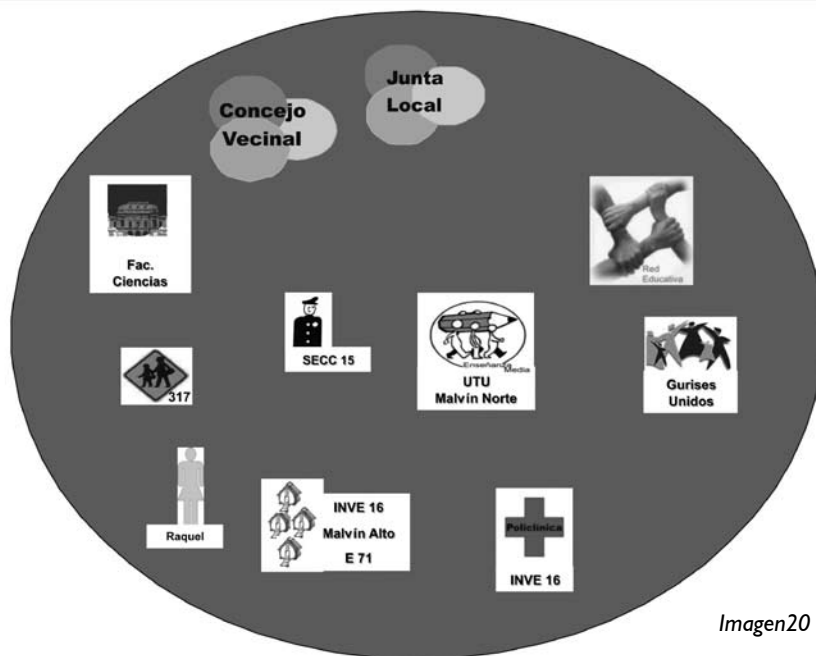 Concejo
Vecinal
Junta
Local
Fac.
Ciencias
Red
Educativa
SECC 15
Enseñanza
Media
UTU
Malvín Norte
Gurises
Unidos
317
Raquel
INVE 16
Malvín Alto
E 71
Policlínica
INVE 16
Imagen20